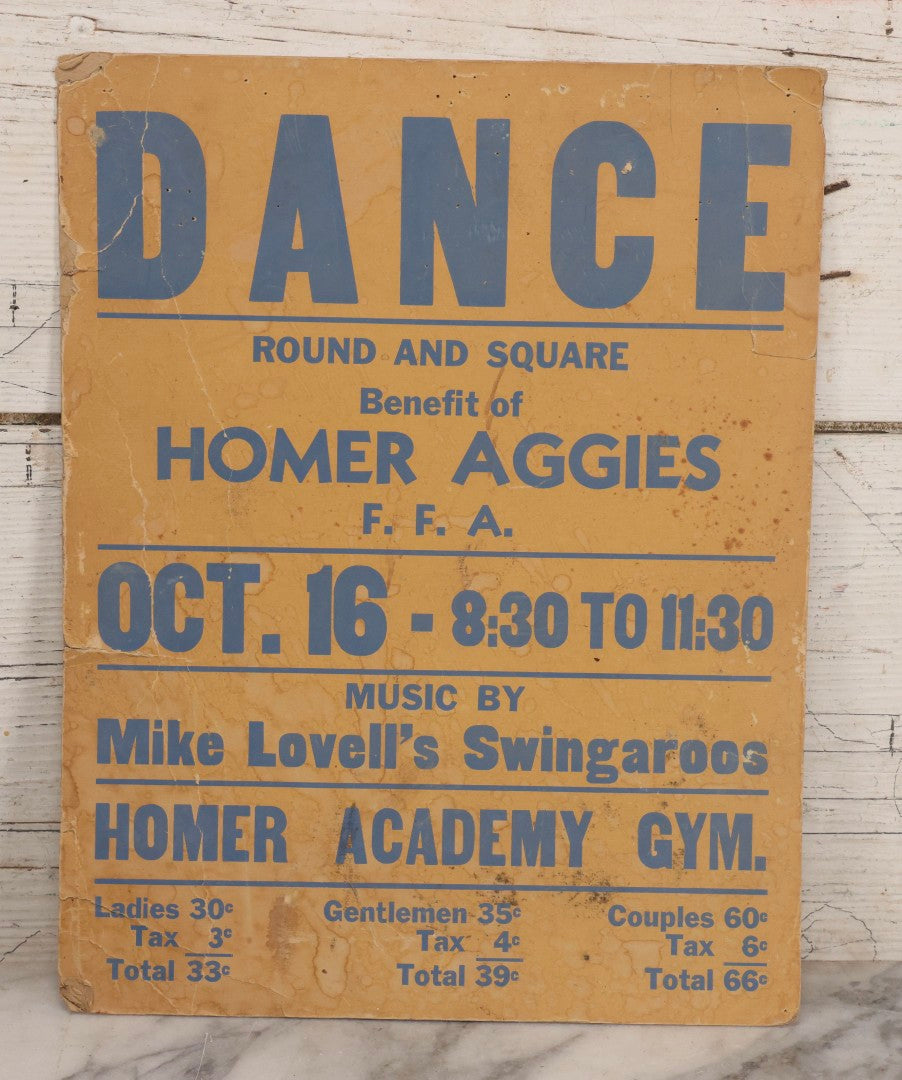 DANCE
ROUND AND SQUARE
Benefit of
HOMER AGGIES
F. F. A.
OCT. 16 - 8:30 TO 11:30
MUSIC BY
Mike Lovell's Swingaroos
HOMER ACADEMY GYM.
Ladies 30c Gentlemen 35c Couples 60c
Tax 3c Tax 4c Tax 6c
Total 33c Total 39c Total 66c